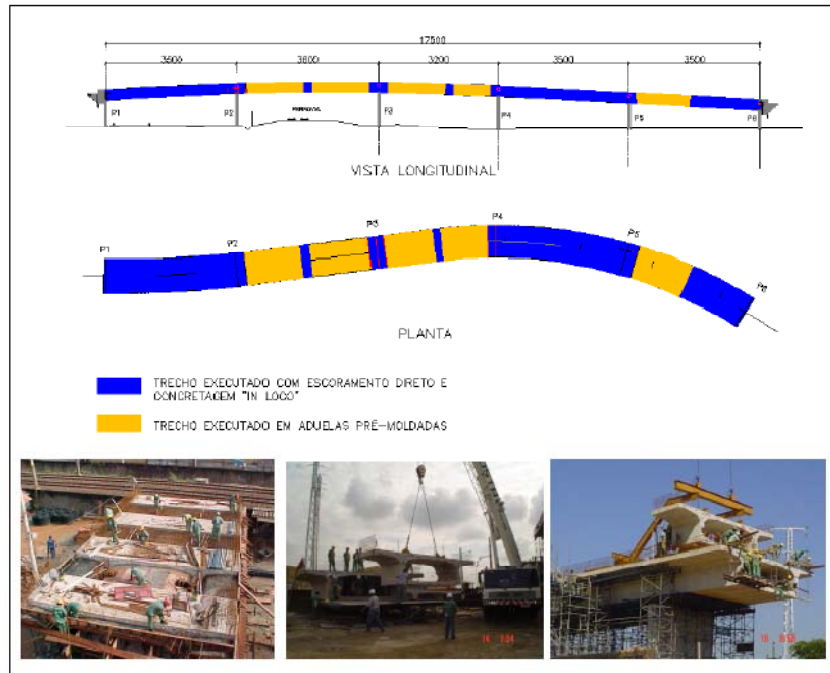 17500
3500 3800 3200 3500 3500
P1 P2 P3 P4 P5 P6
VISTA LONGITUDINAL
P1 P2 P3 P4 P5 P6
PLANTA
TRECHO EXECUTADO COM ESCORAMENTO DIRETO E
CONCRETAGEM "IN LOCO"
TRECHO EXECUTADO EM ADUELAS PRÉ-MOLDADAS